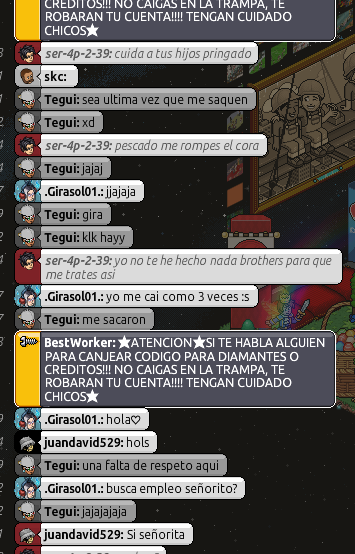 CREDITOS!!! NO CAIGAS EN LA TRAMPA, TE
ROBARAN TU CUENTA!!!! TENGAN CUIDADO
CHICOS★
ser-4p-2-39: cuida a tus hijos pringado
skc:
Tegui: sea ultima vez que me saquen
Tegui: xd
ser-4p-2-39: pescado me rompes el cora
Tegui: jajaj
.Girasol01.: jjajaja
Tegui: gira
Tegui: klk hayy
ser-4p-2-39: yo no te he hecho nada brothers para que
me trates asi
.Girasol01.: yo me cai como 3 veces :s
Tegui: me sacaron
BestWorker: ★ATENCION★SI TE HABLA ALGUIEN
PARA CANJEAR CODIGO PARA DIAMANTES O
CREDITOS!!! NO CAIGAS EN LA TRAMPA, TE
ROBARAN TU CUENTA!!!! TENGAN CUIDADO
CHICOS★
.Girasol01.: hola♡
juandavid529: hols
Tegui: una falta de respeto aqui
.Girasol01.: busca empleo señorito?
Tegui: jajajajaja
juandavid529: Si señorita